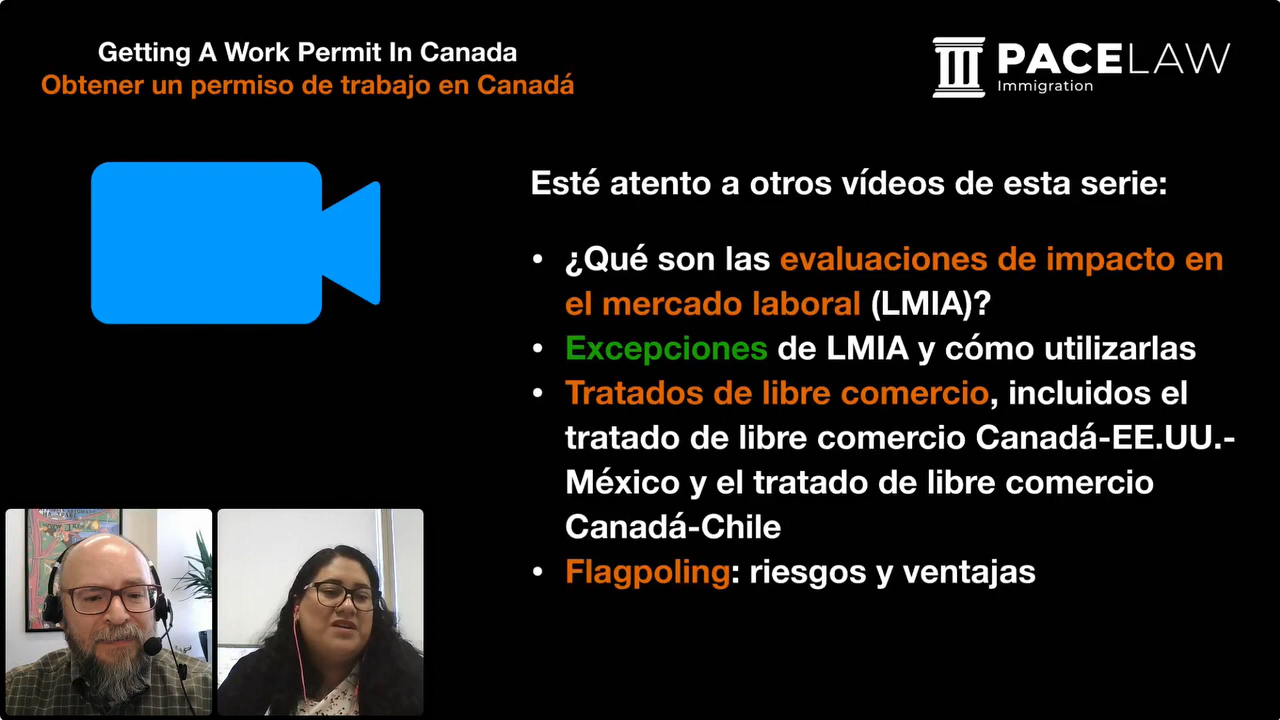 Getting A Work Permit In Canada
Obtener un permiso de trabajo en Canadá
PACELAW
Immigration
Esté atento a otros vídeos de esta serie:
• ¿Qué son las evaluaciones de impacto en
el mercado laboral (LMIA)?
• Excepciones de LMIA y cómo utilizarlas
• Tratados de libre comercio, incluidos el
tratado de libre comercio Canadá-EE.UU.-
México y el tratado de libre comercio
Canadá-Chile
• Flagpoling: riesgos y ventajas